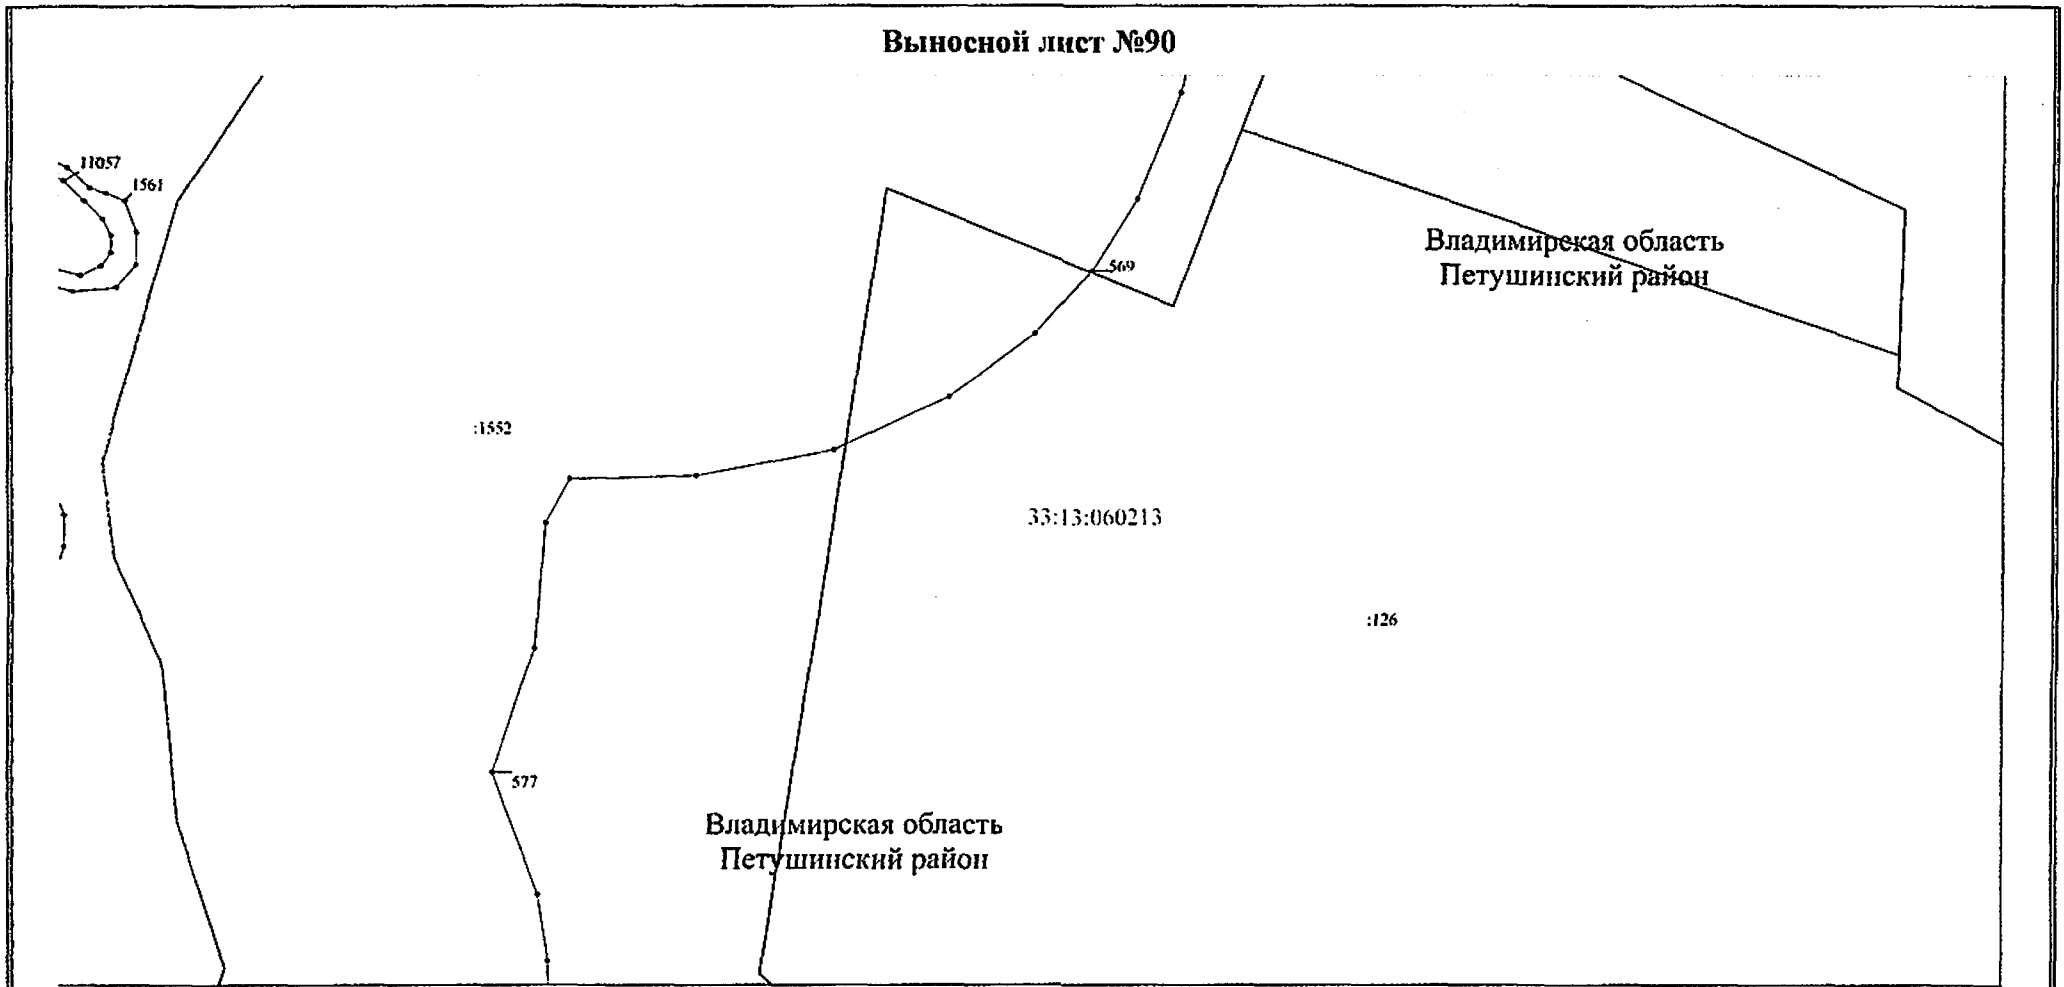 Выносной лист №90
11057
1561
Владимирская область
Петушинский район
569
:1552
33:13:060213
:126
577
Владимирская область
Петушинский район